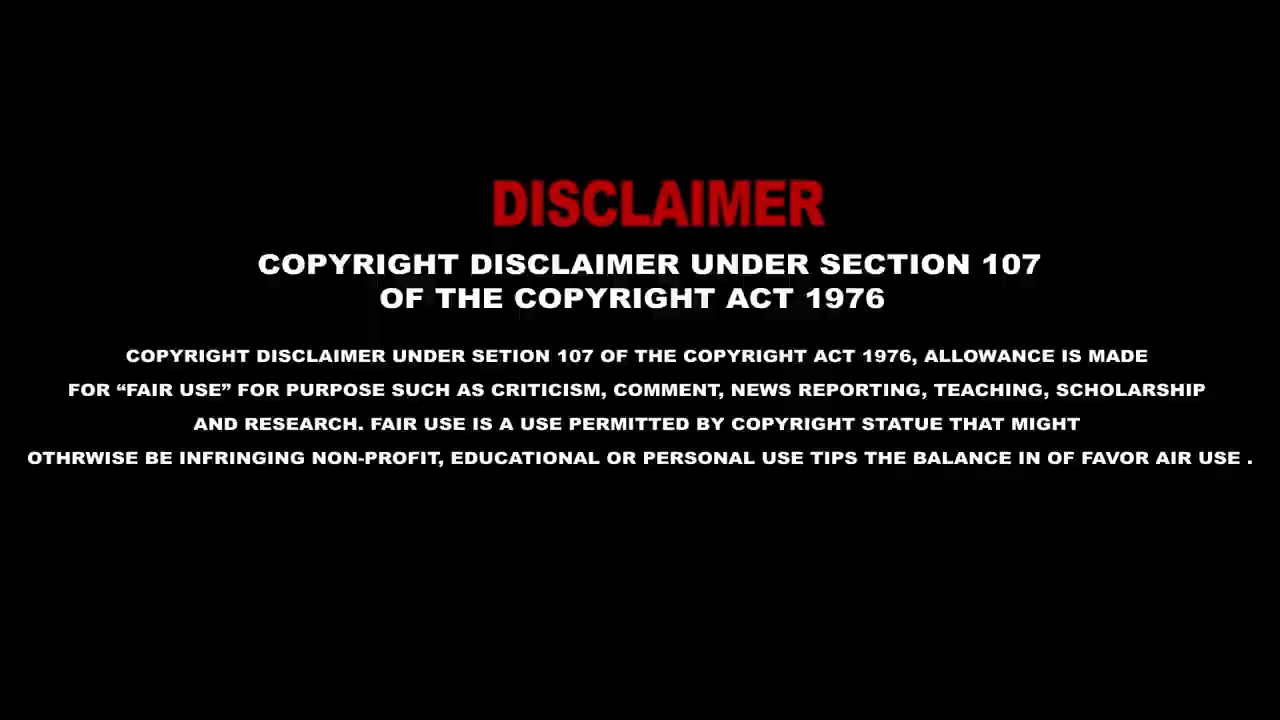 DISCLAIMER
COPYRIGHT DISCLAIMER UNDER SECTION 107
OF THE COPYRIGHT ACT 1976
COPYRIGHT DISCLAIMER UNDER SETION 107 OF THE COPYRIGHT ACT 1976, ALLOWANCE IS MADE
FOR “FAIR USE” FOR PURPOSE SUCH AS CRITICISM, COMMENT, NEWS REPORTING, TEACHING, SCHOLARSHIP
AND RESEARCH. FAIR USE IS A USE PERMITTED BY COPYRIGHT STATUE THAT MIGHT
OTHRWISE BE INFRINGING NON-PROFIT, EDUCATIONAL OR PERSONAL USE TIPS THE BALANCE IN OF FAVOR AIR USE .